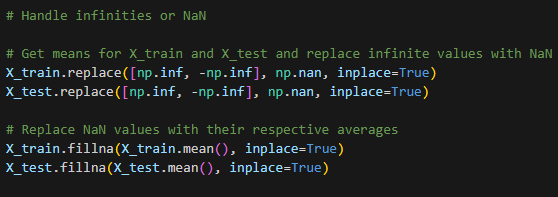 # Handle infinities or NaN
# Get means for X_train and X_test and replace infinite values with NaN
X_train.replace([np.inf, -np.inf], np.nan, inplace=True)
X_test.replace([np.inf, -np.inf], np.nan, inplace=True)
# Replace NaN values with their respective averages
X_train.fillna(X_train.mean(), inplace=True)
X_test.fillna(X_test.mean(), inplace=True)